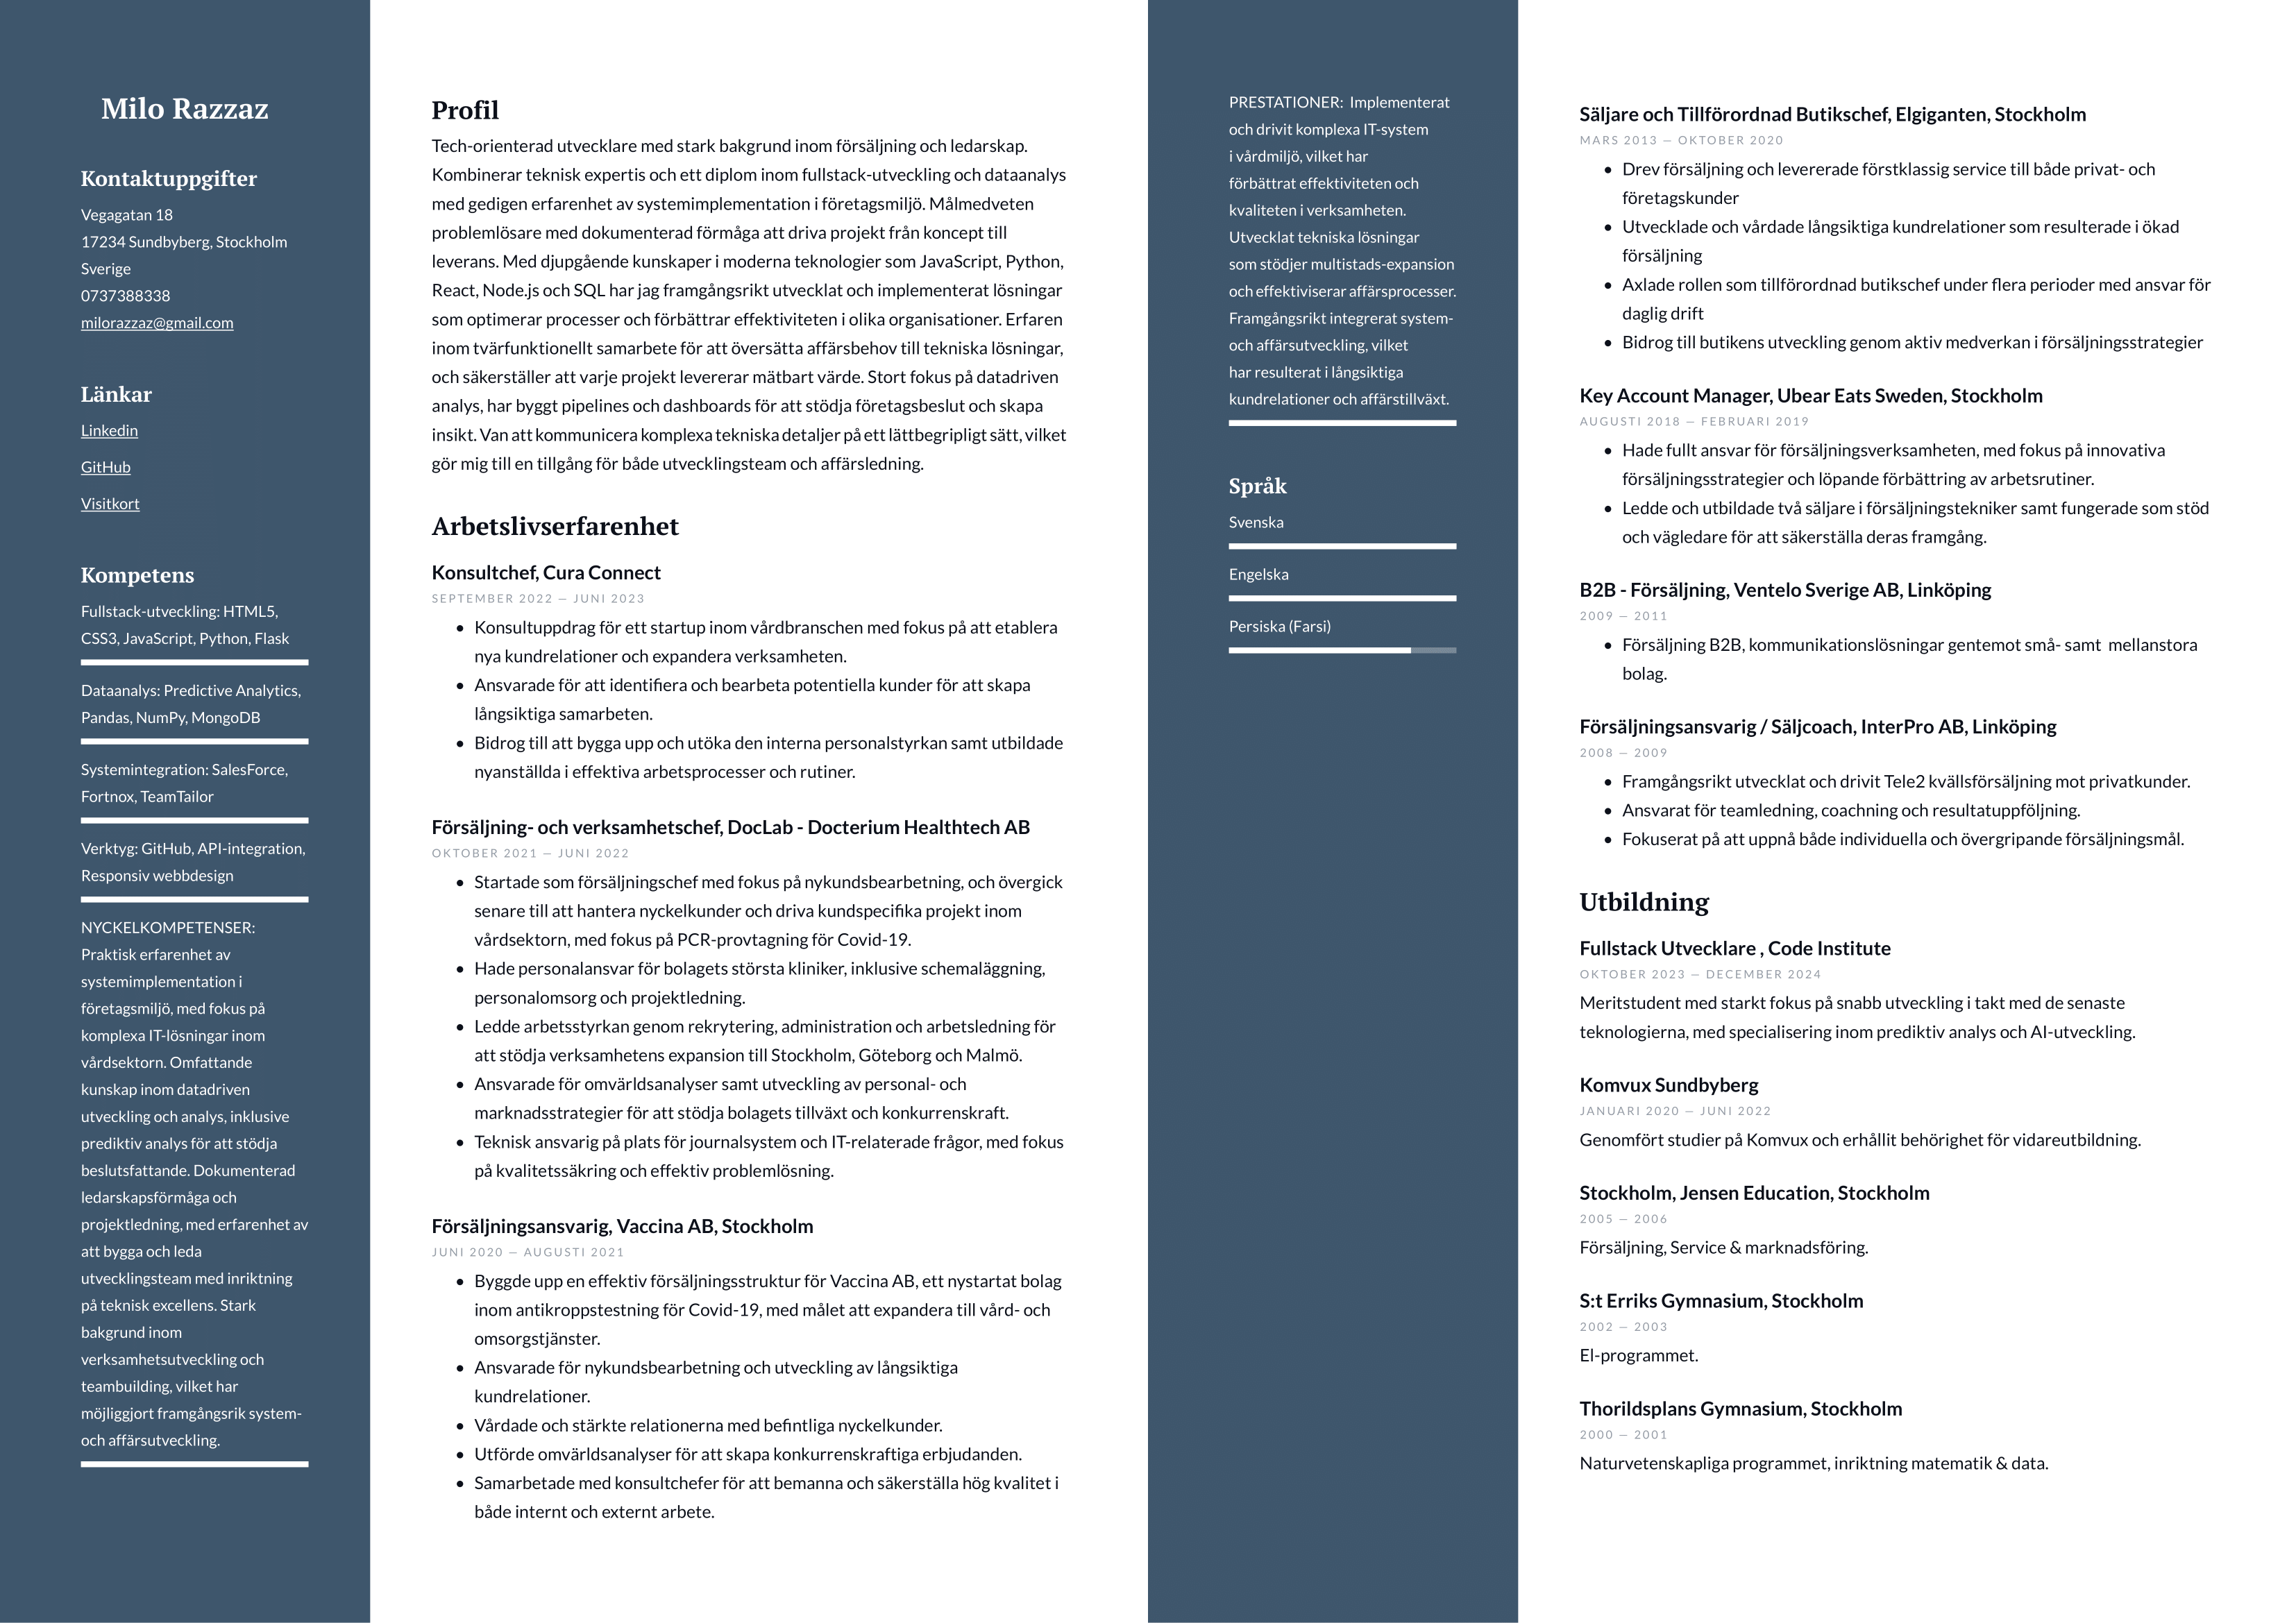 Milo Razzaz
Kontaktuppgifter
Vegagatan 18
17234 Sundbyberg, Stockholm
Sverige
0737388338
milorazzaz@gmail.com
Länkar
Linkedin
GitHub
Visitkort
Kompetens
Fullstack-utveckling: HTML5,
CSS3, JavaScript, Python, Flask
Dataanalys: Predictive Analytics,
Pandas, NumPy, MongoDB
Systemintegration: SalesForce,
Fortnox, TeamTailor
Verktyg: GitHub, API-integration,
Responsiv webbdesign
NYCKELKOMPETENSER:
Praktisk erfarenhet av
systemimplementation i
företagsmiljö, med fokus på
komplexa IT-lösningar inom
vårdsektorn. Omfattande
kunskap inom datadriven
utveckling och analys, inklusive
prediktiv analys för att stödja
beslutsfattande. Dokumenterad
ledarskapsförmåga och
projektledning, med erfarenhet av
att bygga och leda
utvecklingsteam med inriktning
på teknisk excellens. Stark
bakgrund inom
verksamhetsutveckling och
teambuilding, vilket har
möjliggjort framgångsrik system-
och affärsutveckling.
Profil
Tech-orienterad utvecklare med stark bakgrund inom försäljning och ledarskap.
Kombinerar teknisk expertis och ett diplom inom fullstack-utveckling och dataanalys
med gedigen erfarenhet av systemimplementation i företagsmiljö. Målmedveten
problemlösare med dokumenterad förmåga att driva projekt från koncept till
leverans. Med djupgående kunskaper i moderna teknologier som JavaScript, Python,
React, Node.js och SQL har jag framgångsrikt utvecklat och implementerat lösningar
som optimerar processer och förbättrar effektiviteten i olika organisationer. Erfaren
inom tvärfunktionellt samarbete för att översätta affärsbehov till tekniska lösningar,
och säkerställer att varje projekt levererar mätbart värde. Stort fokus på datadriven
analys, har byggt pipelines och dashboards för att stödja företagsbeslut och skapa
insikt. Van att kommunicera komplexa tekniska detaljer på ett lättbegripligt sätt, vilket
gör mig till en tillgång för både utvecklingsteam och affärsledning.
Arbetslivserfarenhet
Konsultchef, Cura Connect
SEPTEMBER 2022 — JUNI 2023
• Konsultuppdrag för ett startup inom vårdbranschen med fokus på att etablera
nya kundrelationer och expandera verksamheten.
• Ansvarade för att identifiera och bearbeta potentiella kunder för att skapa
långsiktiga samarbeten.
• Bidrog till att bygga upp och utöka den interna personalstyrkan samt utbildade
nyanställda i effektiva arbetsprocesser och rutiner.
Försäljning- och verksamhetschef, DocLab - Docterium Healthtech AB
OKTOBER 2021 — JUNI 2022
• Startade som försäljningschef med fokus på nykundsbearbetning, och övergick
senare till att hantera nyckelkunder och driva kundspecifika projekt inom
vårdsektorn, med fokus på PCR-provtagning för Covid-19.
• Hade personalansvar för bolagets största kliniker, inklusive schemaläggning,
personalomsorg och projektledning.
• Ledde arbetsstyrkan genom rekrytering, administration och arbetsledning för
att stödja verksamhetens expansion till Stockholm, Göteborg och Malmö.
• Ansvarade för omvärldsanalyser samt utveckling av personal- och
marknadsstrategier för att stödja bolagets tillväxt och konkurrenskraft.
• Teknisk ansvarig på plats för journalsystem och IT-relaterade frågor, med fokus
på kvalitetssäkring och effektiv problemlösning.
Försäljningsansvarig, Vaccina AB, Stockholm
JUNI 2020 — AUGUSTI 2021
• Byggde upp en effektiv försäljningsstruktur för Vaccina AB, ett nystartat bolag
inom antikroppstestning för Covid-19, med målet att expandera till vård- och
omsorgstjänster.
• Ansvarade för nykundsbearbetning och utveckling av långsiktiga
kundrelationer.
• Vårdade och stärkte relationerna med befintliga nyckelkunder.
• Utförde omvärldsanalyser för att skapa konkurrenskraftiga erbjudanden.
• Samarbetade med konsultchefer för att bemanna och säkerställa hög kvalitet i
både internt och externt arbete.
PRESTATIONER: Implementerat
och drivit komplexa IT-system
i vårdmiljö, vilket har
förbättrat effektiviteten och
kvaliteten i verksamheten.
Utvecklat tekniska lösningar
som stödjer multistads-expansion
och effektiviserar affärsprocesser.
Framgångsrikt integrerat system-
och affärsutveckling, vilket
har resulterat i långsiktiga
kundrelationer och affärstillväxt.
Språk
Svenska
Engelska
Persiska (Farsi)
Säljare och Tillförordnad Butikschef, Elgiganten, Stockholm
MARS 2013 — OKTOBER 2020
• Drev försäljning och levererade förstklassig service till både privat- och
företagskunder
• Utvecklade och vårdade långsiktiga kundrelationer som resulterade i ökad
försäljning
• Axlade rollen som tillförordnad butikschef under flera perioder med ansvar för
daglig drift
• Bidrog till butikens utveckling genom aktiv medverkan i försäljningsstrategier
Key Account Manager, Ubear Eats Sweden, Stockholm
AUGUSTI 2018 — FEBRUARI 2019
• Hade fullt ansvar för försäljningsverksamheten, med fokus på innovativa
försäljningsstrategier och löpande förbättring av arbetsrutiner.
• Ledde och utbildade två säljare i försäljningstekniker samt fungerade som stöd
och vägledare för att säkerställa deras framgång.
B2B - Försäljning, Ventelo Sverige AB, Linköping
2009 — 2011
• Försäljning B2B, kommunikationslösningar gentemot små- samt mellanstora
bolag.
Försäljningsansvarig / Säljcoach, InterPro AB, Linköping
2008 — 2009
• Framgångsrikt utvecklat och drivit Tele2 kvällsförsäljning mot privatkunder.
• Ansvarat för teamledning, coachning och resultatuppföljning.
• Fokuserat på att uppnå både individuella och övergripande försäljningsmål.
Utbildning
Fullstack Utvecklare , Code Institute
OKTOBER 2023 — DECEMBER 2024
Meritstudent med starkt fokus på snabb utveckling i takt med de senaste
teknologierna, med specialisering inom prediktiv analys och AI-utveckling.
Komvux Sundbyberg
JANUARI 2020 — JUNI 2022
Genomfört studier på Komvux och erhållit behörighet för vidareutbildning.
Stockholm, Jensen Education, Stockholm
2005 — 2006
Försäljning, Service & marknadsföring.
S:t Erriks Gymnasium, Stockholm
2002 — 2003
El-programmet.
Thorildsplans Gymnasium, Stockholm
2000 — 2001
Naturvetenskapliga programmet, inriktning matematik & data.